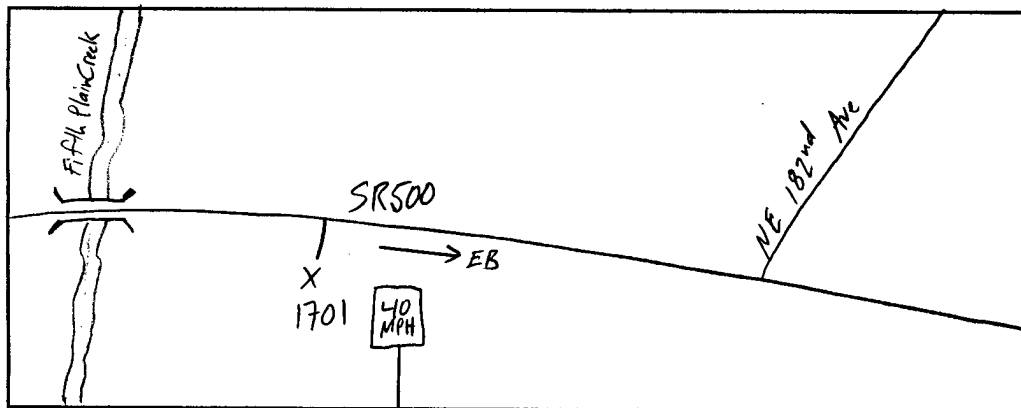 Fifth Plain Creek
SR500
EB
NE 182nd Ave
X
1701
40
MPH